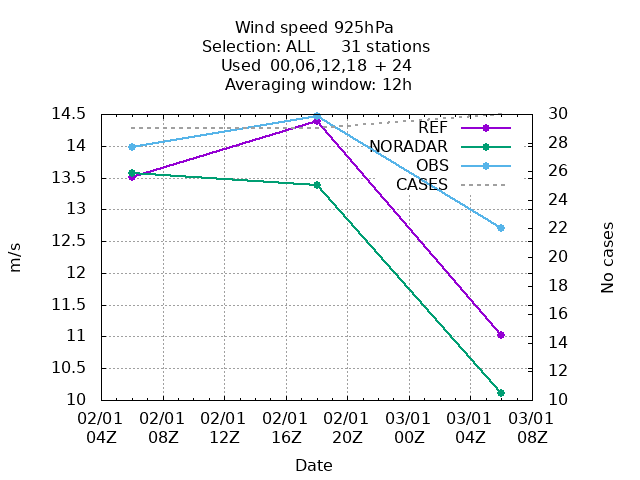 Wind speed 925hPa
Selection: ALL 31 stations
Used 00,06,12,18 + 24
Averaging window: 12h
14.5
14
13.5
13
12.5
12
11.5
11
10.5
10
m/s
30
28
26
24
22
20
18
16
14
12
10
No cases
REF
NORADAR
OBS
CASES
02/01 02/01 02/01 02/01 02/01 03/01 03/01 03/01
04Z 08Z 12Z 16Z 20Z 00Z 04Z 08Z
Date